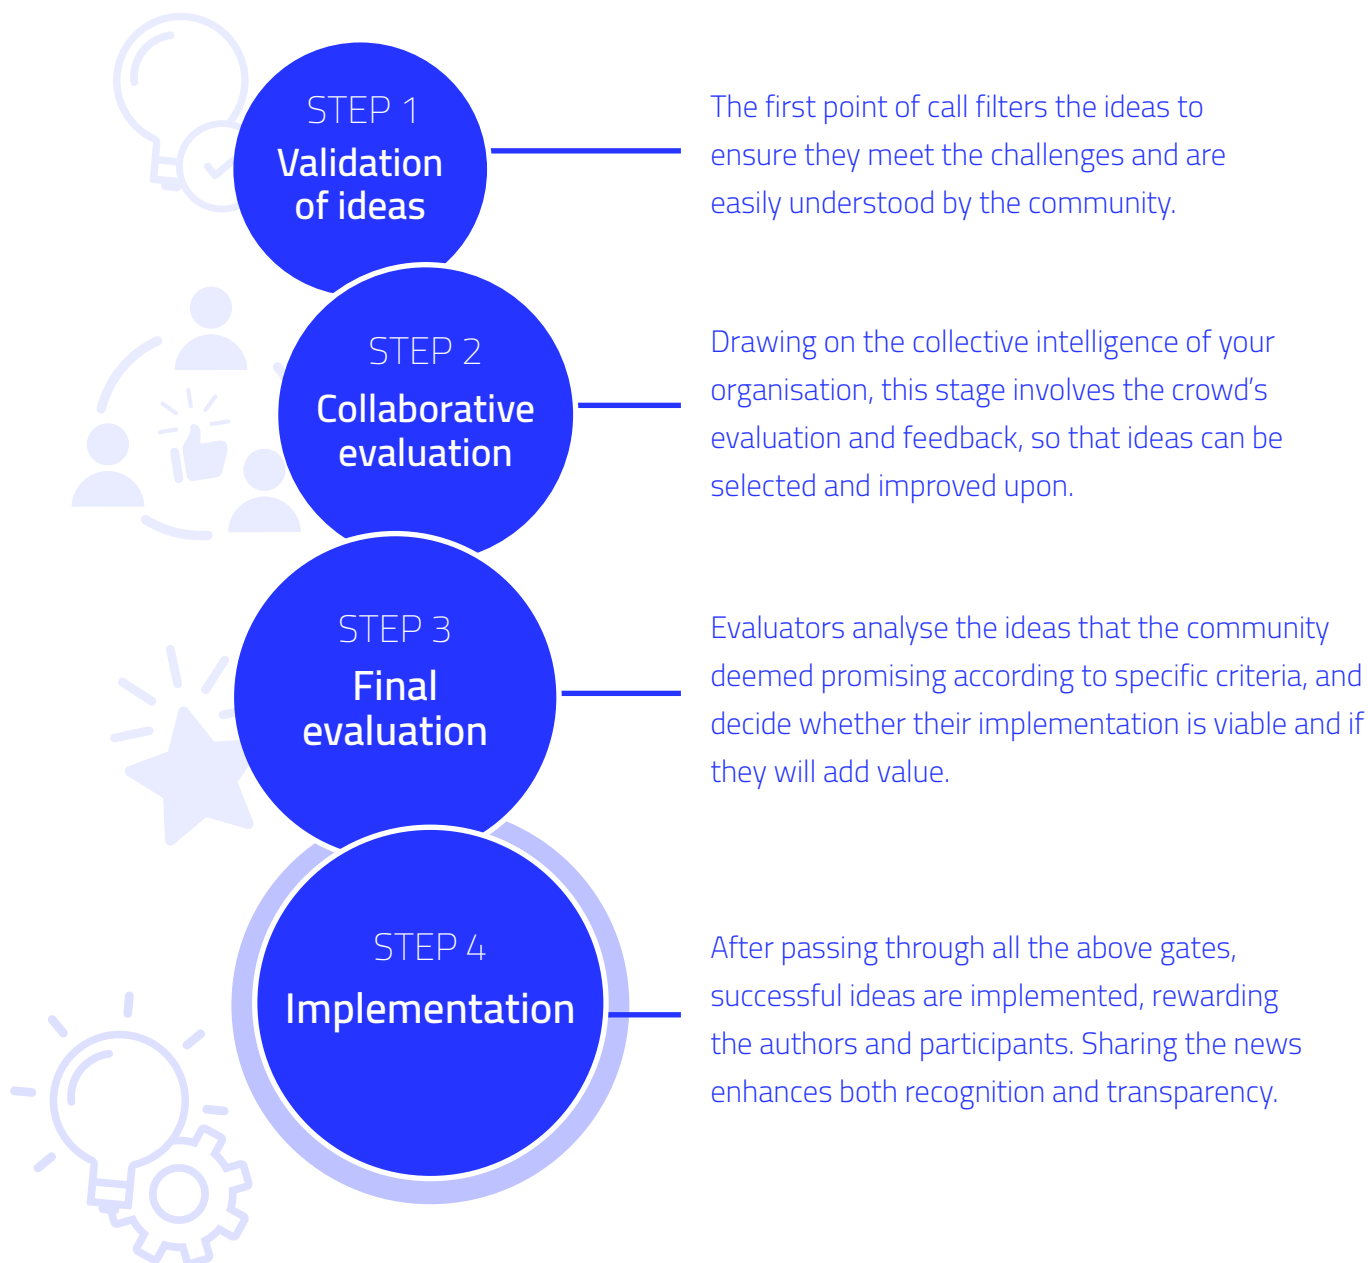 STEP 1
Validation
of ideas
The first point of call filters the ideas to
ensure they meet the challenges and are
easily understood by the community.
STEP 2
Collaborative
evaluation
Drawing on the collective intelligence of your
organisation, this stage involves the crowd’s
evaluation and feedback, so that ideas can be
selected and improved upon.
STEP 3
Final
evaluation
Evaluators analyse the ideas that the community
deemed promising according to specific criteria, and
decide whether their implementation is viable and if
they will add value.
STEP 4
Implementation
After passing through all the above gates,
successful ideas are implemented, rewarding
the authors and participants. Sharing the news
enhances both recognition and transparency.